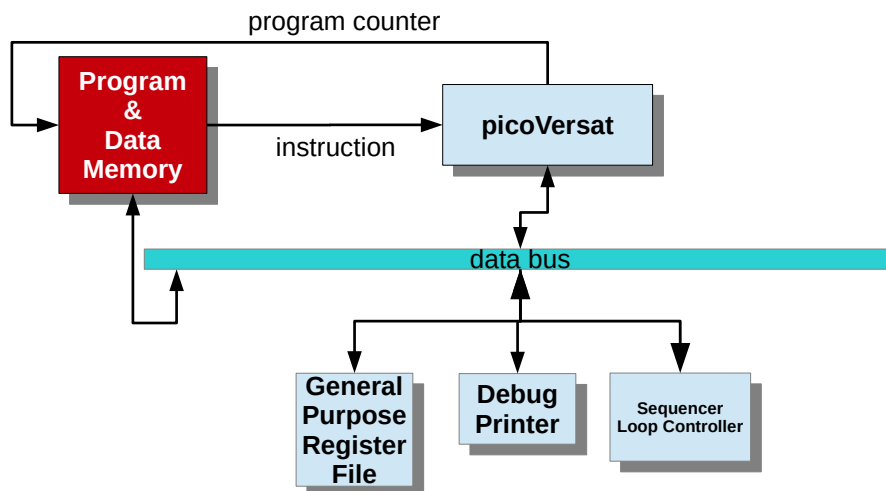 program counter
Program
&
Data
Memory
instruction
picoVersat
data bus
General
Purpose
Register
File
Debug
Printer
Sequencer
Loop Controller